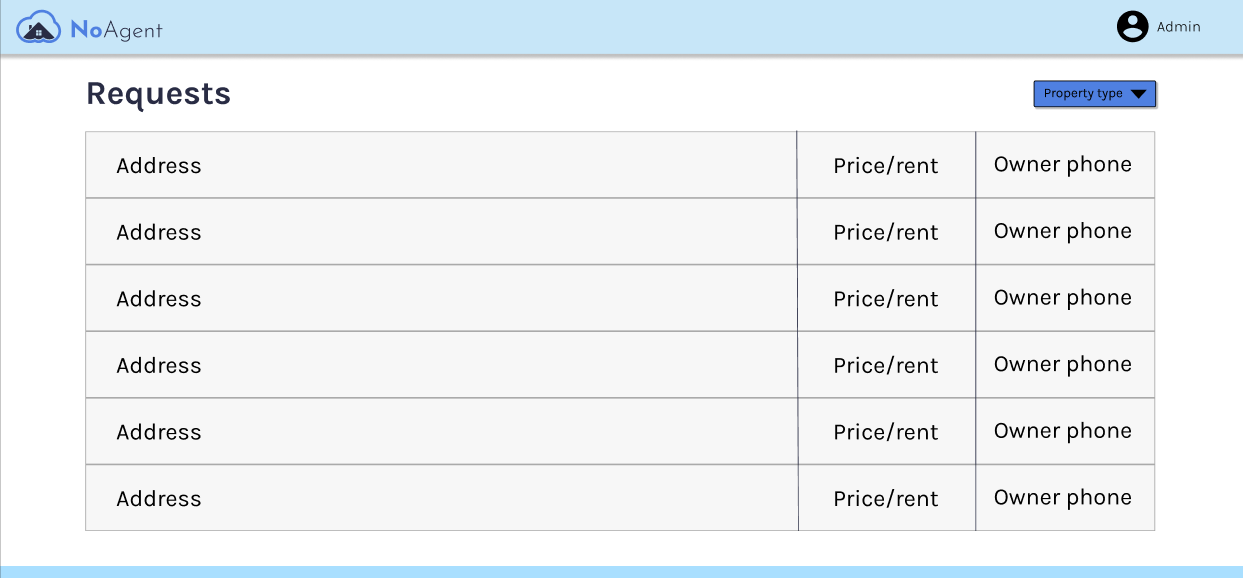 NoAgent
Admin
Requests
Property type
Address Price/rent Owner phone
Address Price/rent Owner phone
Address Price/rent Owner phone
Address Price/rent Owner phone
Address Price/rent Owner phone
Address Price/rent Owner phone